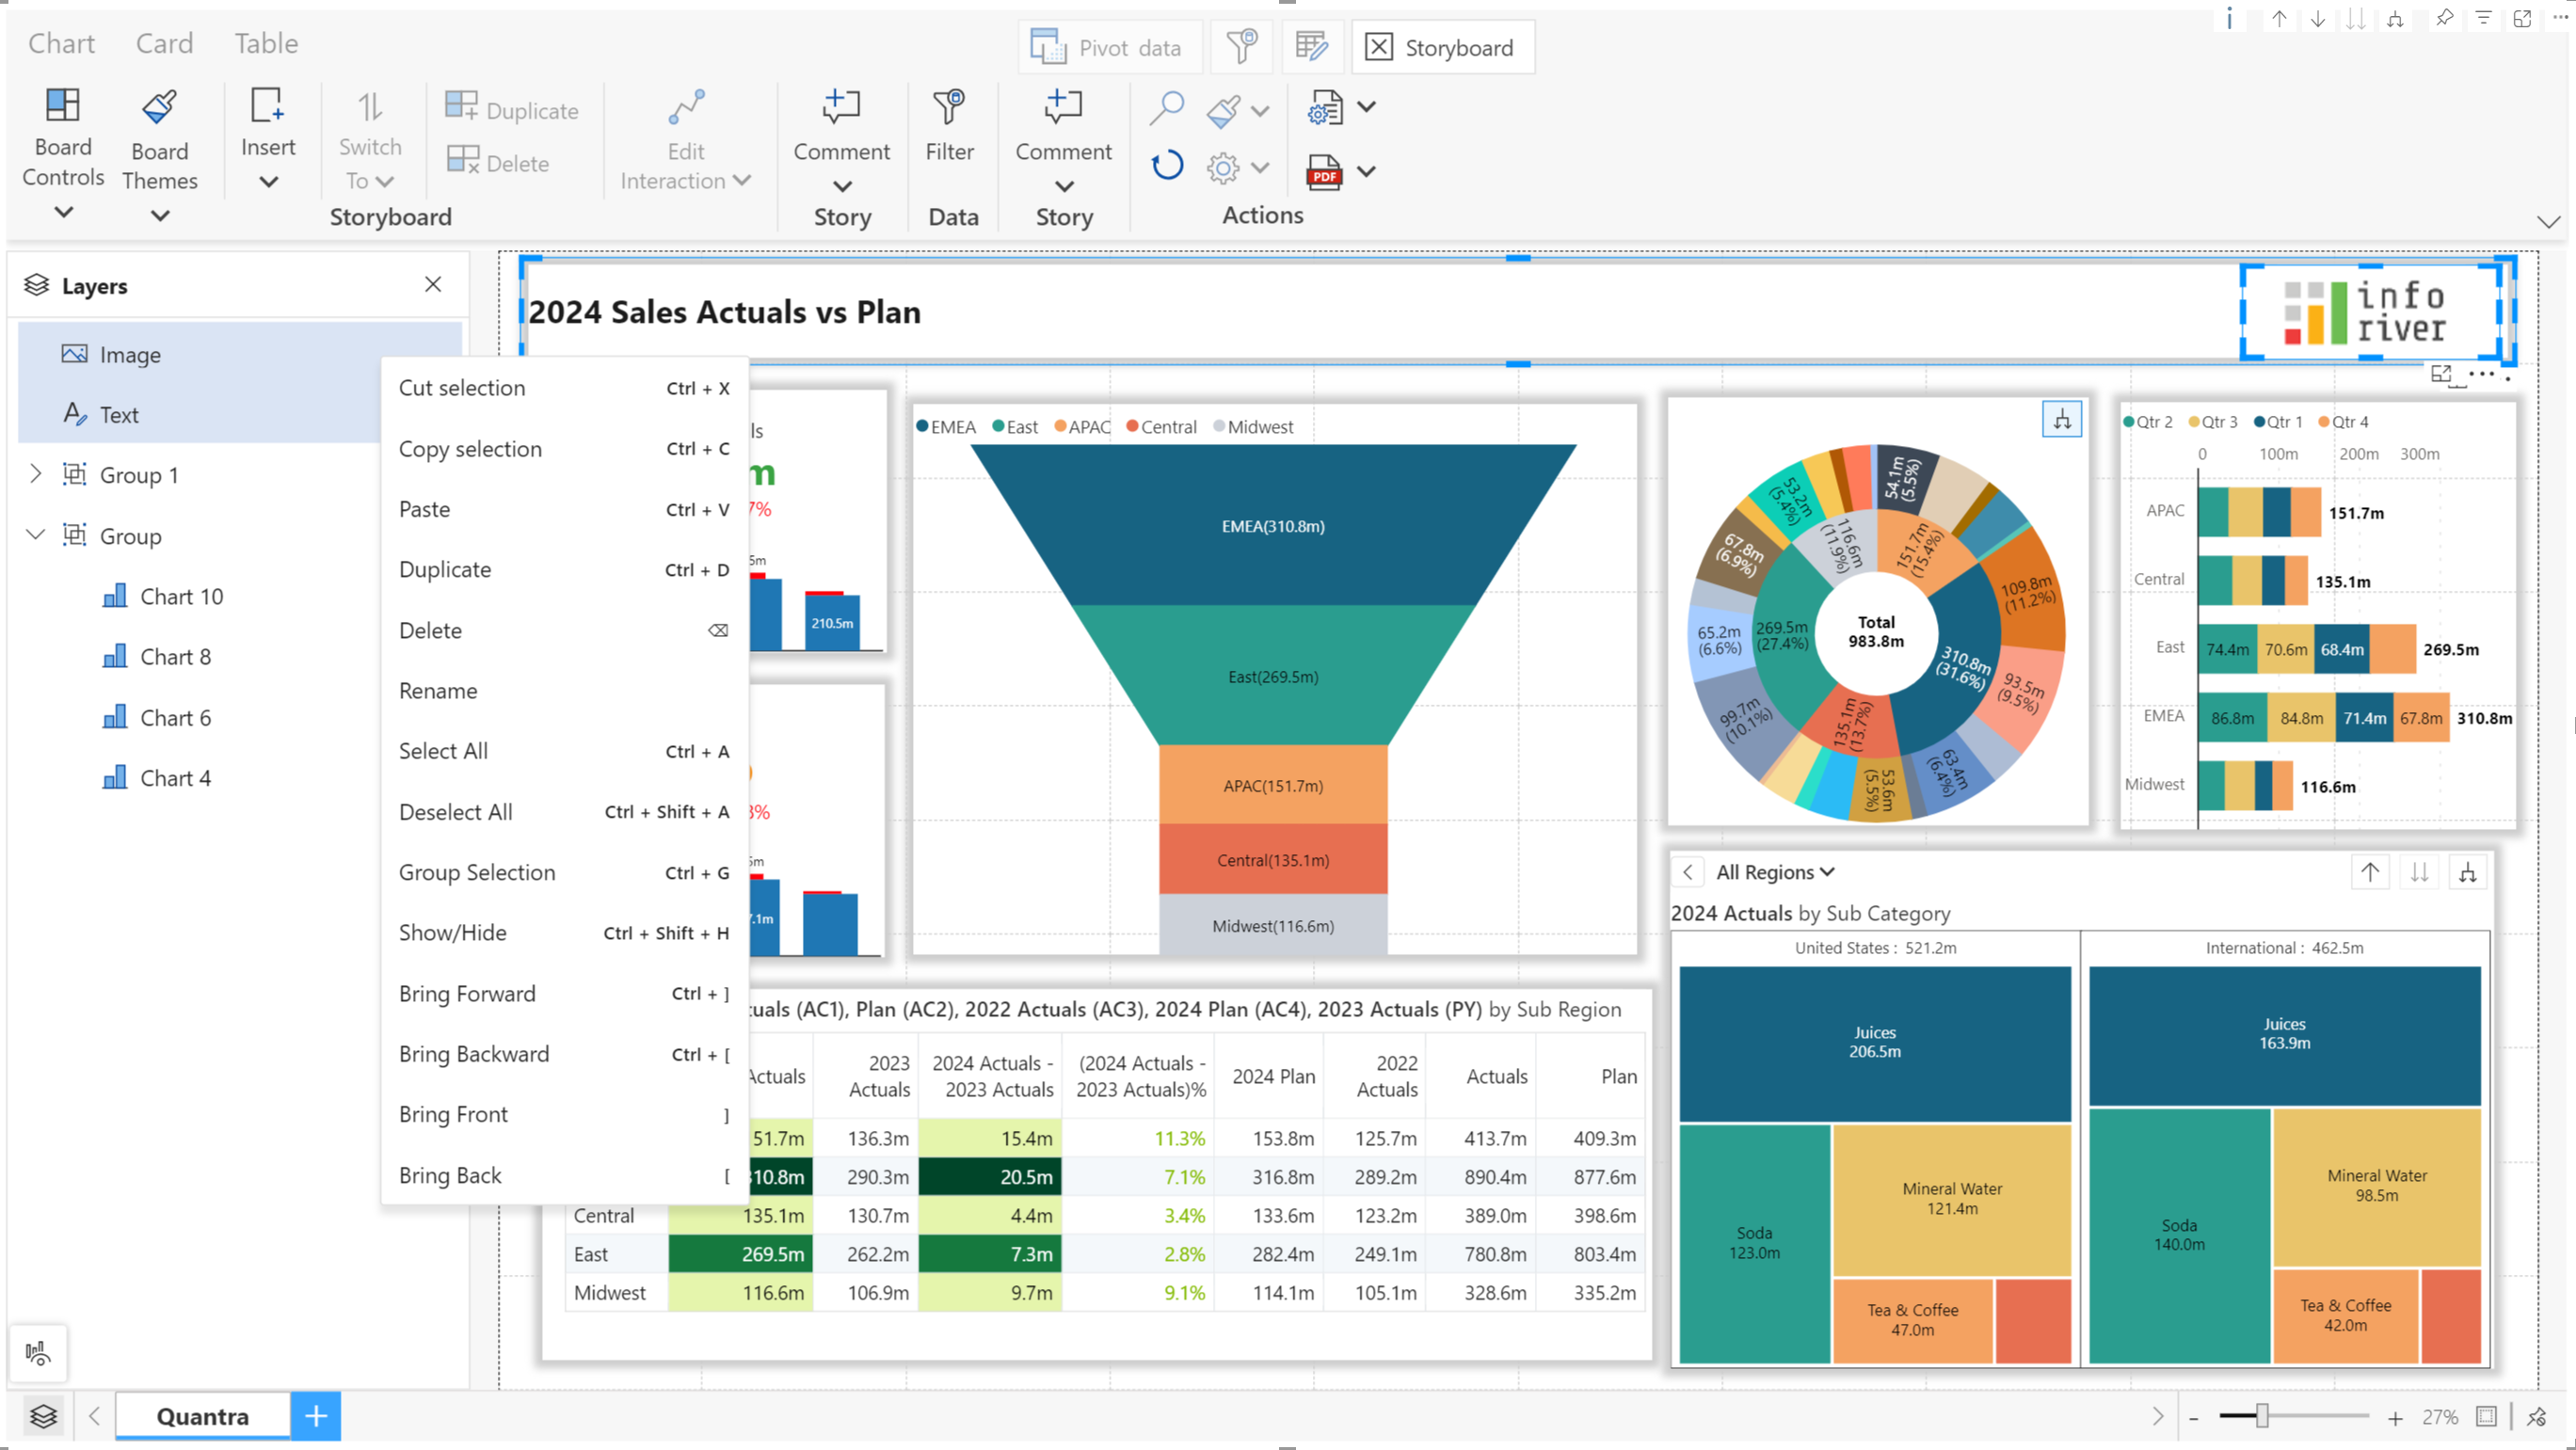 Chart Card Table
Pivot data
Storyboard
Board Controls
Board Themes
Insert
Switch To
Duplicate
Delete
Edit Interaction
Comment
Filter
Comment
Storyboard
Story
Data
Story
Actions
PDF
Layers
Image
Text
Group 1
Group
Chart 10
Chart 8
Chart 6
Chart 4
Cut selection Ctrl + X
Copy selection Ctrl + C
Paste Ctrl + V
Duplicate Ctrl + D
Delete
Rename
Select All Ctrl + A
Deselect All Ctrl + Shift + A
Group Selection Ctrl + G
Show/Hide Ctrl + Shift + H
Bring Forward Ctrl + ]
Bring Backward Ctrl + [
Bring Front ]
Bring Back [
2024 Sales Actuals vs Plan
info
river
210.5m
EMEA East APAC Central Midwest
EMEA(310.8m)
East(269.5m)
APAC(151.7m)
Central(135.1m)
Midwest(116.6m)
54.1m
(5.5%)
151.7m
(15.4%)
109.8m
(11.2%)
310.8m
(31.6%)
93.5m
(9.5%)
63.4m
(6.4%)
53.6m
(5.5%)
135.1m
(13.7%)
99.7m
(10.1%)
65.2m
(6.6%)
269.5m
(27.4%)
67.8m
(6.9%)
53.2m
(5.4%)
116.6m
(11.9%)
Total
983.8m
Qtr 2 Qtr 3 Qtr 1 Qtr 4
0 100m 200m 300m
APAC 151.7m
Central 135.1m
East 74.4m 70.6m 68.4m 269.5m
EMEA 86.8m 84.8m 71.4m 67.8m 310.8m
Midwest 116.6m
(AC1), Plan (AC2), 2022 Actuals (AC3), 2024 Plan (AC4), 2023 Actuals (PY) by Sub Region
Actuals
2023 Actuals
2024 Actuals - 2023 Actuals
(2024 Actuals - 2023 Actuals)%
2024 Plan
2022 Actuals
Actuals
Plan
51.7m 136.3m 15.4m 11.3% 153.8m 125.7m 413.7m 409.3m
10.8m 290.3m 20.5m 7.1% 316.8m 289.2m 890.4m 877.6m
Central 135.1m 130.7m 4.4m 3.4% 133.6m 123.2m 389.0m 398.6m
East 269.5m 262.2m 7.3m 2.8% 282.4m 249.1m 780.8m 803.4m
Midwest 116.6m 106.9m 9.7m 9.1% 114.1m 105.1m 328.6m 335.2m
All Regions
2024 Actuals by Sub Category
United States : 521.2m
International : 462.5m
Juices
206.5m
Soda
123.0m
Mineral Water
121.4m
Tea & Coffee
47.0m
Juices
163.9m
Soda
140.0m
Mineral Water
98.5m
Tea & Coffee
42.0m
Quantra
27%